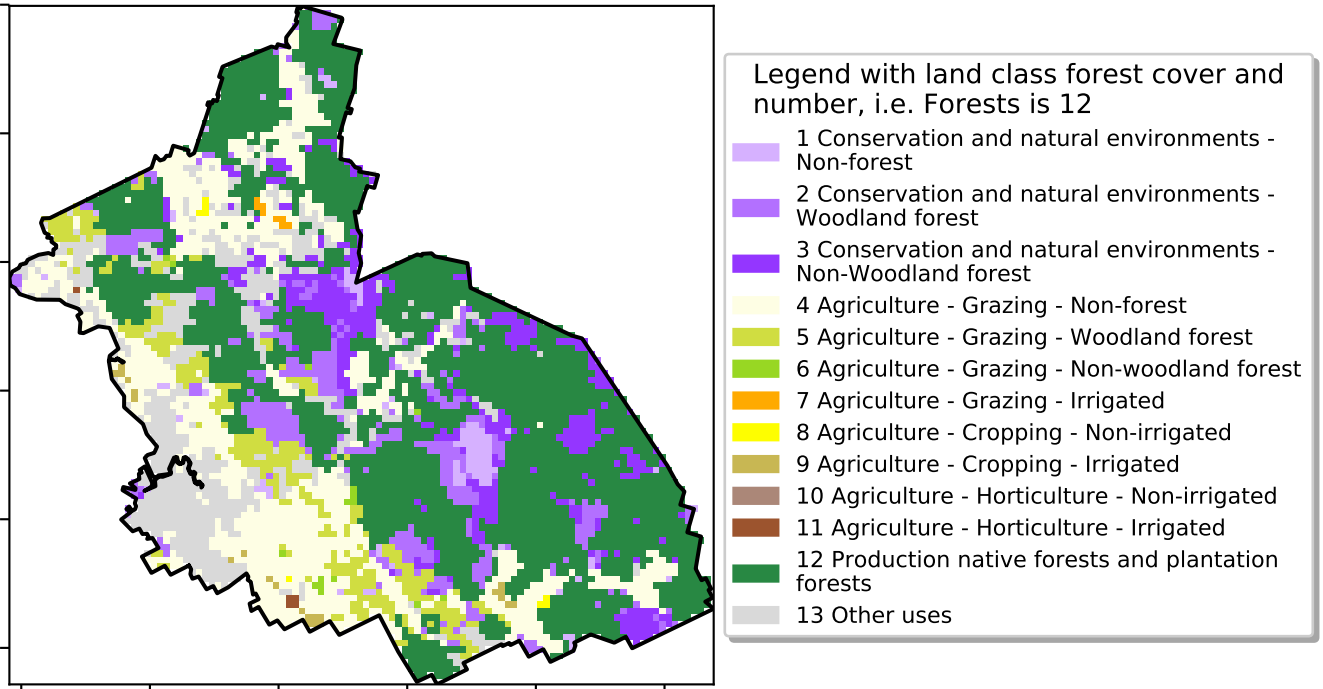 Legend with land class forest cover and
number, i.e. Forests is 12
1 Conservation and natural environments -
Non-forest
2 Conservation and natural environments -
Woodland forest
3 Conservation and natural environments -
Non-Woodland forest
4 Agriculture - Grazing - Non-forest
5 Agriculture - Grazing - Woodland forest
6 Agriculture - Grazing - Non-woodland forest
7 Agriculture - Grazing - Irrigated
8 Agriculture - Cropping - Non-irrigated
9 Agriculture - Cropping - Irrigated
10 Agriculture - Horticulture - Non-irrigated
11 Agriculture - Horticulture - Irrigated
12 Production native forests and plantation
forests
13 Other uses